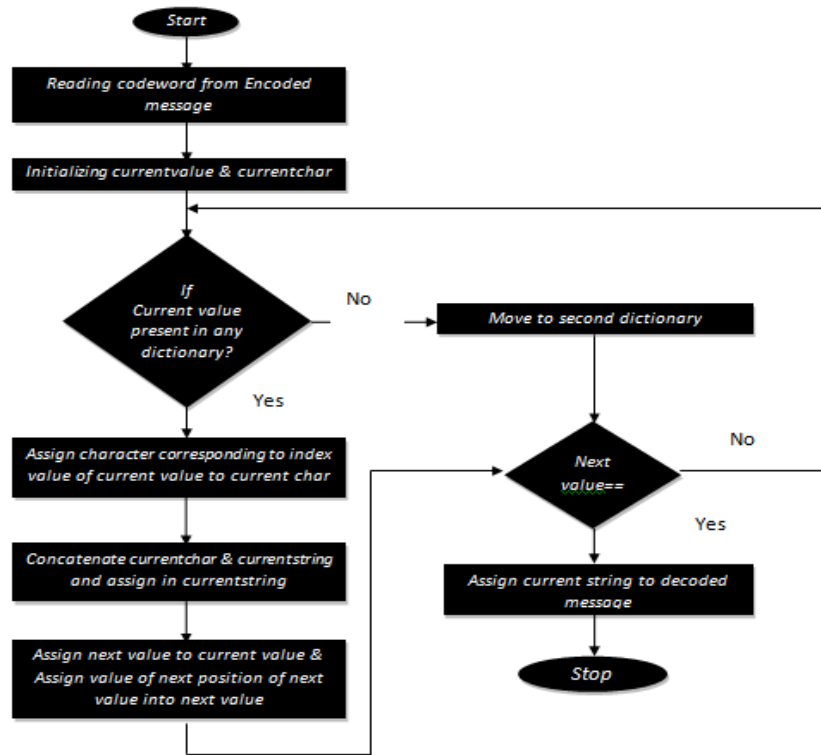 Start
Reading codeword from Encoded
message
Initializing currentvalue & currentchar
If
Current value
present in any
dictionary?
No
Move to second dictionary
Yes
Assign character corresponding to index
value of current value to current char
Next
value==
No
Yes
Concatenate currentchar & currentstring
and assign in currentstring
Assign current string to decoded
message
Assign next value to current value &
Assign value of next position of next
value into next value
Stop